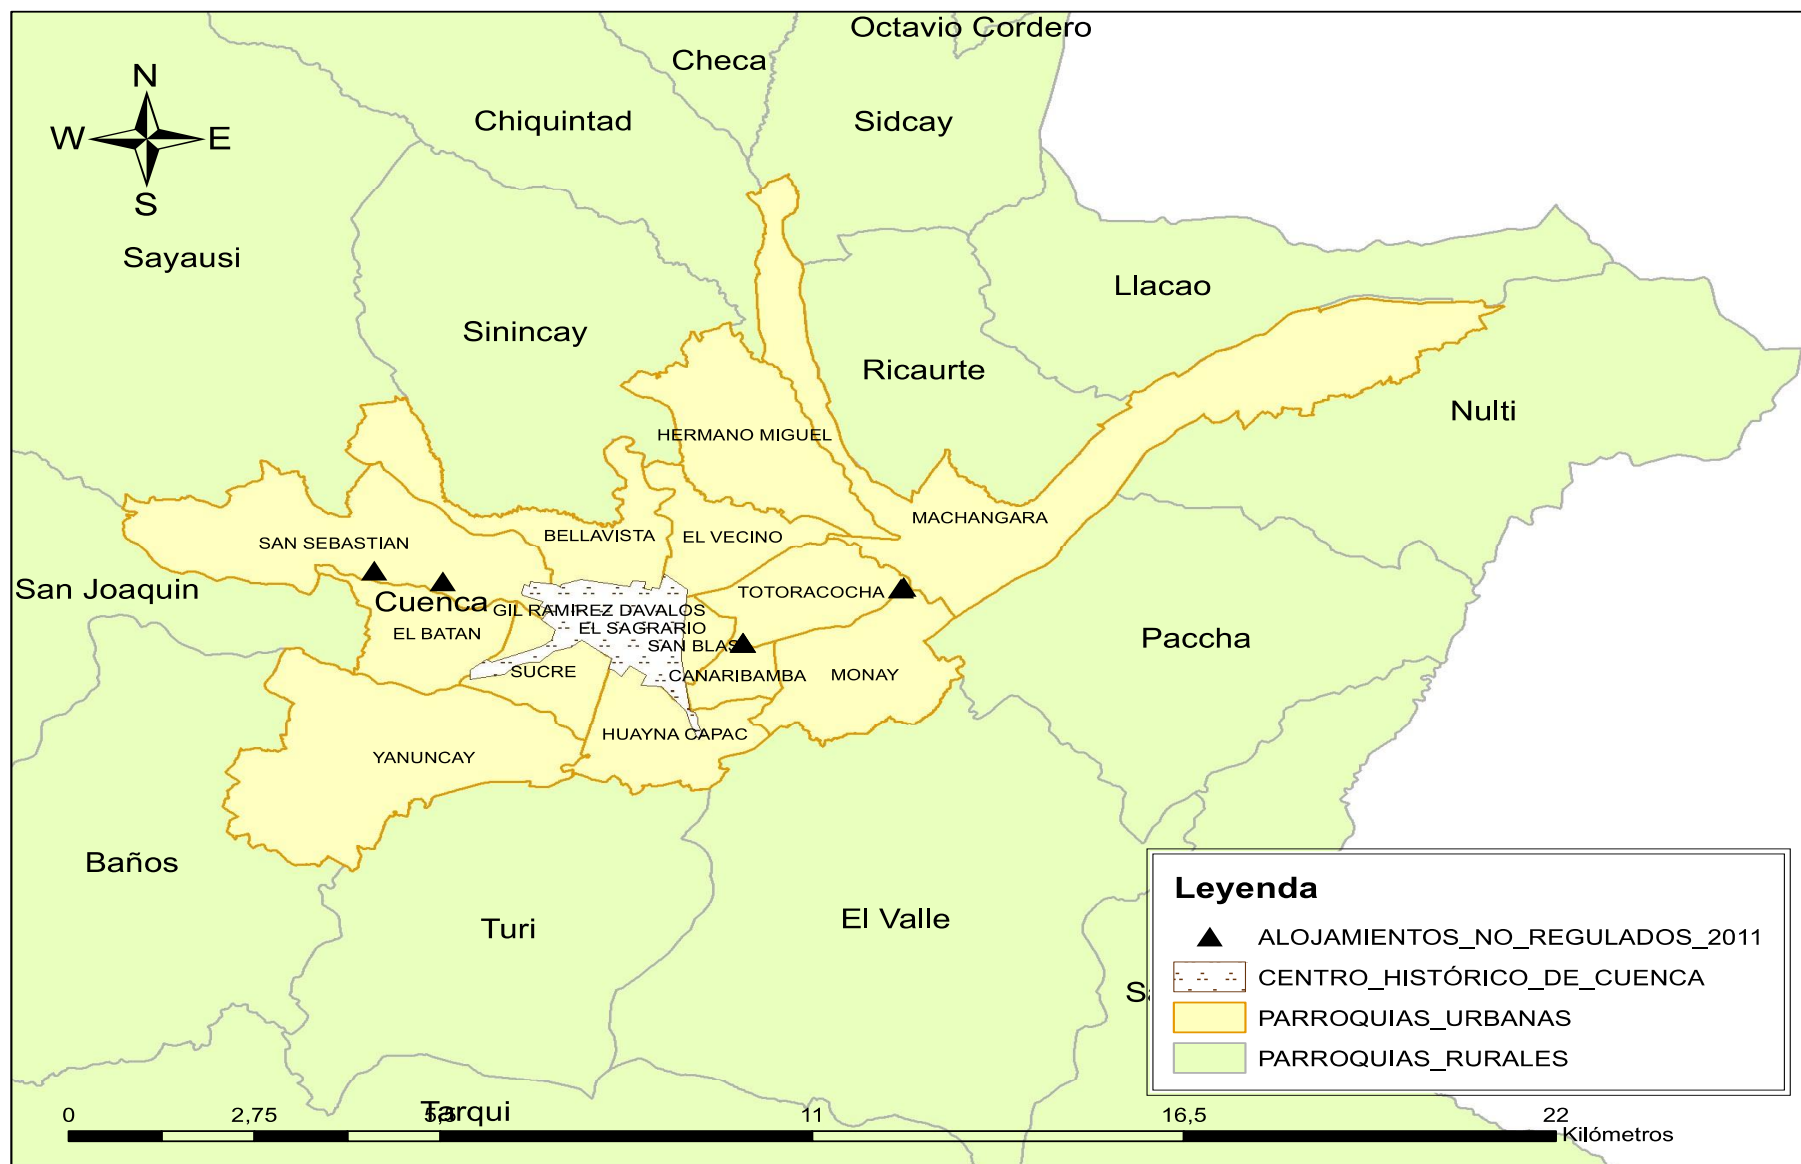 Octavio Cordero
Checa
N
Chiquintad
Sidcay
W
E
S
Sayausi
Llacao
Sinincay
Ricaurte
Nulti
HERMANO MIGUEL
MACHANGARA
SAN SEBASTIAN
BELLAVISTA
EL VECINO
San Joaquin
TOTORACOCHA
Cuenca
GIL RAMIREZ DAVALOS
EL BATAN
EL SAGRARIO
SAN BLAS
Paccha
SUCRE
CANARIBAMBA
MONAY
HUAYNA CAPAC
YANUNCAY
Baños
Turi
El Valle
Leyenda
ALOJAMIENTOS_NO_REGULADOS_2011
CENTRO_HISTÓRICO_DE_CUENCA
PARROQUIAS_URBANAS
PARROQUIAS_RURALES
Tarqui
0 2,75 5,5 11 16,5 22
Kilómetros